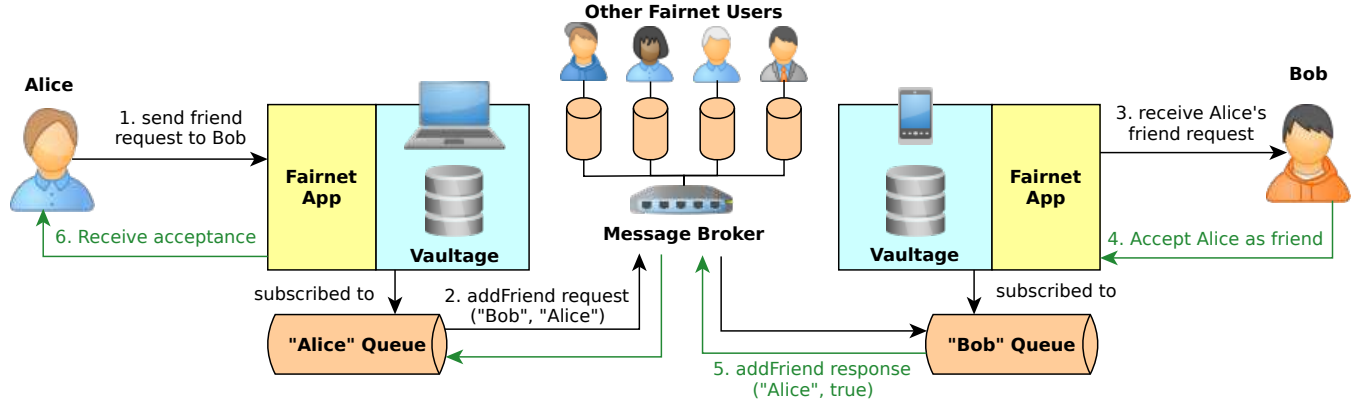 Other Fairnet Users
Alice
1. send friend
request to Bob
Fairnet
App
6. Receive acceptance
Vaultage
subscribed to
"Alice" Queue
2. addFriend request
("Bob", "Alice")
Message Broker
5. addFriend response
("Alice", true)
Vaultage
Fairnet
App
subscribed to
"Bob" Queue
Bob
3. receive Alice's
friend request
4. Accept Alice as friend